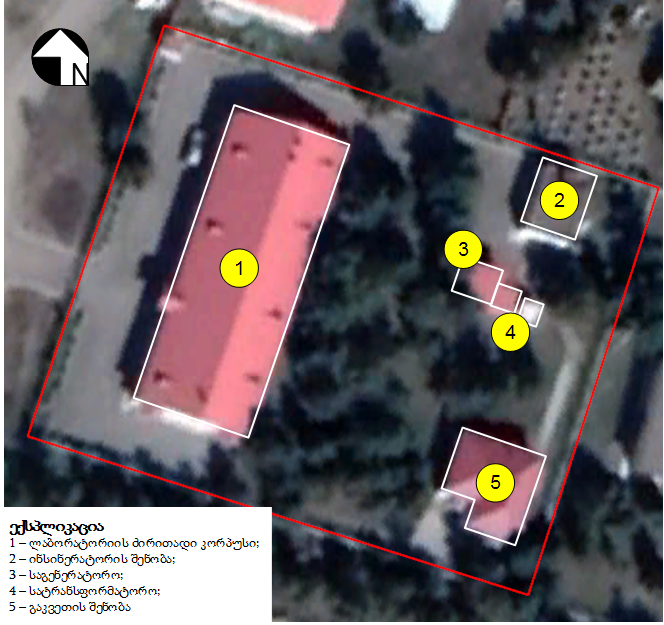 N
1
2
3
4
5
ექსპლიკაცია
1 – ლაბორატორიის ძირითადი კორპუსი;
2 – ინსინერატორის შენობა;
3 – საგენერატორო;
4 – სატრანსფორმატორო;
5 – გაკვეთის შენობა